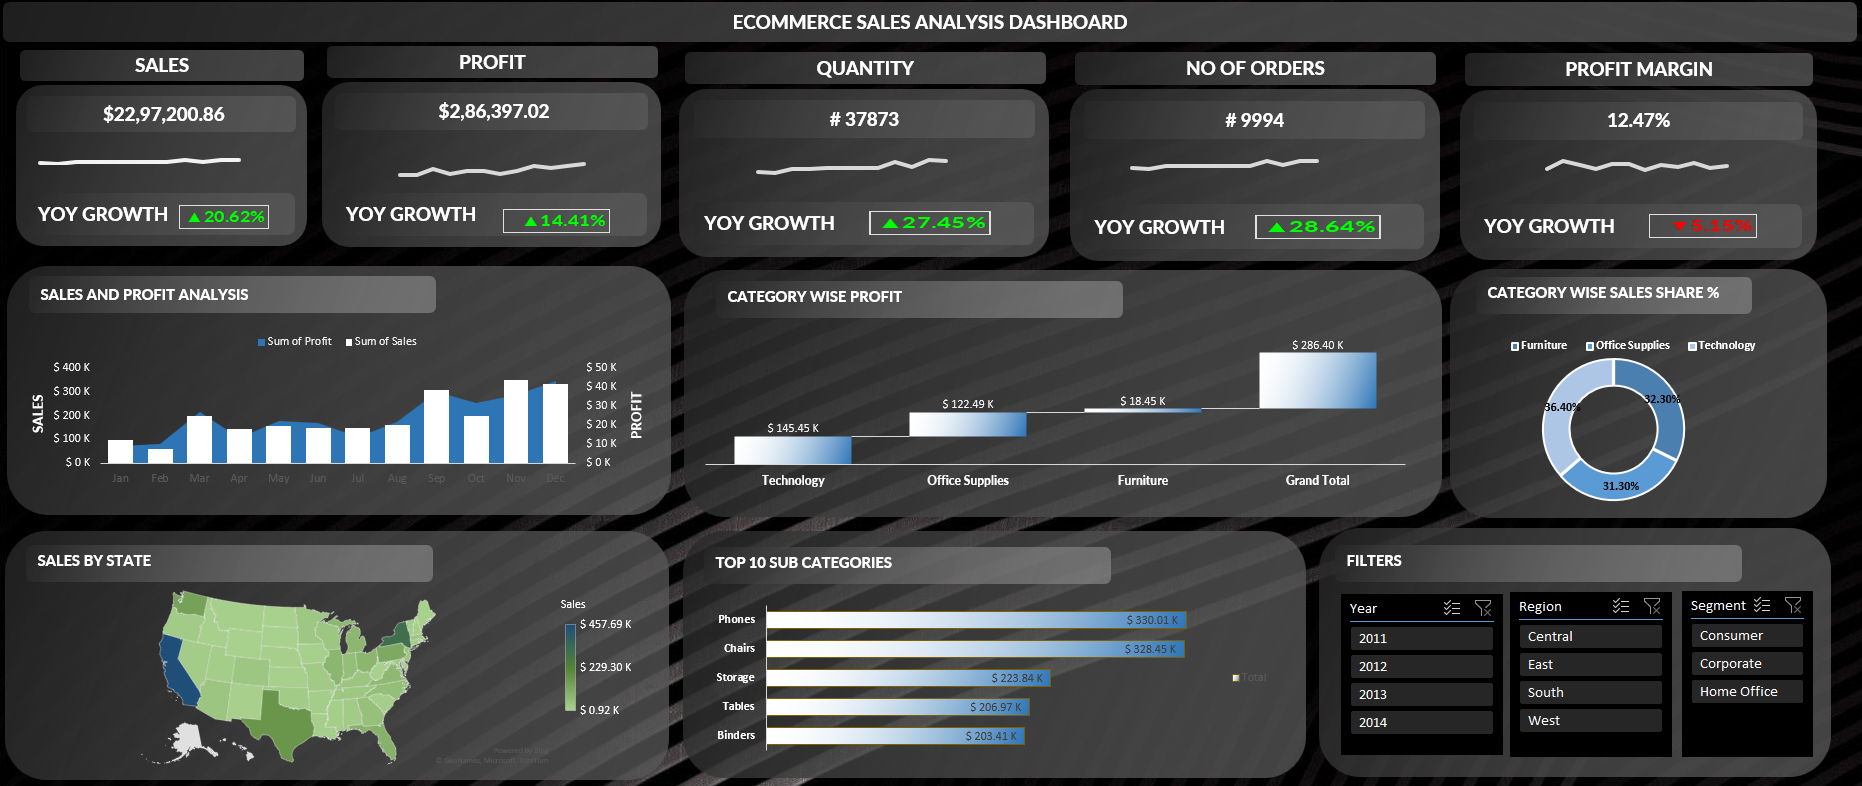 ECOMMERCE SALES ANALYSIS DASHBOARD
SALES
$22,97,200.86
YOY GROWTH ▲20.62%
PROFIT
$2,86,397.02
YOY GROWTH ▲14.41%
QUANTITY
# 37873
YOY GROWTH ▲27.45%
NO OF ORDERS
# 9994
YOY GROWTH ▲28.64%
PROFIT MARGIN
12.47%
YOY GROWTH ▼5.15%
SALES AND PROFIT ANALYSIS
Sum of Profit Sum of Sales
SALES
$ 400 K
$ 300 K
$ 200 K
$ 100 K
$ 0 K
$ 50 K
$ 40 K
$ 30 K
$ 20 K
$ 10 K
$ 0 K
PROFIT
Jan Feb Mar Apr May Jun Jul Aug Sep Oct Nov Dec
CATEGORY WISE PROFIT
$ 145.45 K
$ 122.49 K
$ 18.45 K
$ 286.40 K
Technology Office Supplies Furniture Grand Total
CATEGORY WISE SALES SHARE %
Furniture Office Supplies Technology
36.40%
32.30%
31.30%
SALES BY STATE
Sales
$ 457.69 K
$ 229.30 K
$ 0.92 K
Powered by Bing
© GeoNames, Microsoft, TomTom
TOP 10 SUB CATEGORIES
Phones $ 330.01 K
Chairs $ 328.45 K
Storage $ 223.84 K
Tables $ 206.97 K
Binders $ 203.41 K
Total
FILTERS
Year
2011
2012
2013
2014
Region
Central
East
South
West
Segment
Consumer
Corporate
Home Office